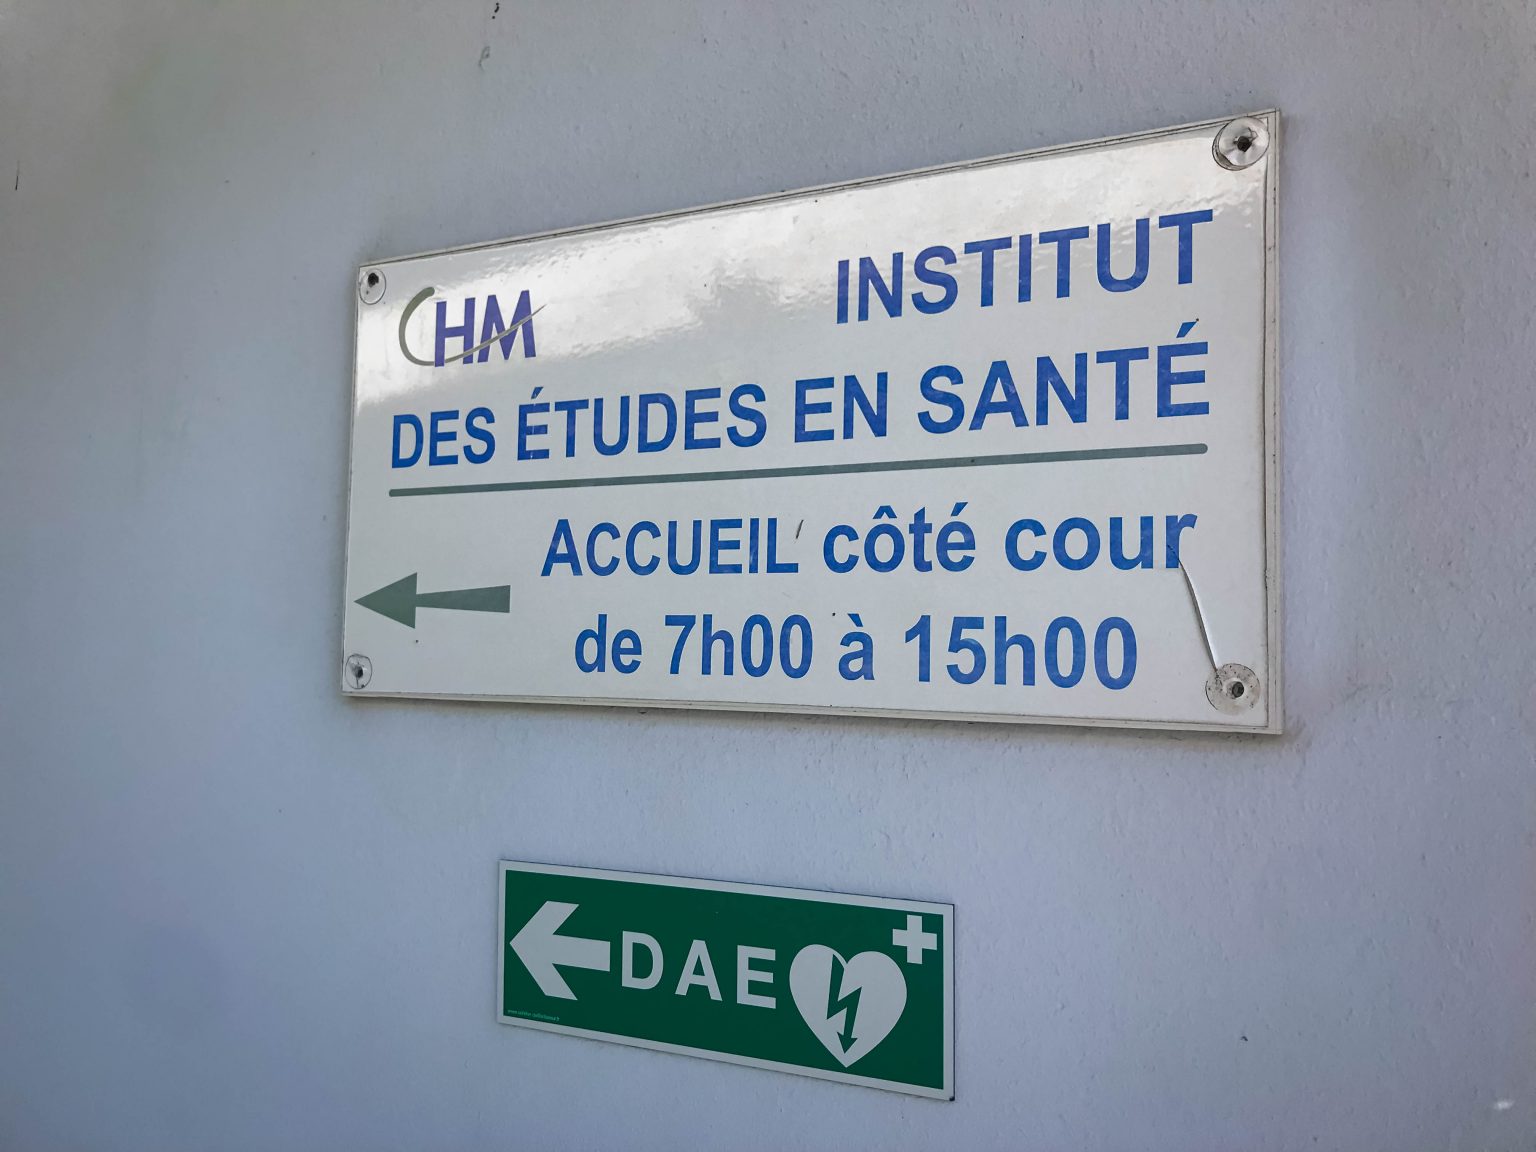 CHM INSTITUT
DES ÉTUDES EN SANTÉ
ACCUEIL côté cour
de 7h00 à 15h00
DAE